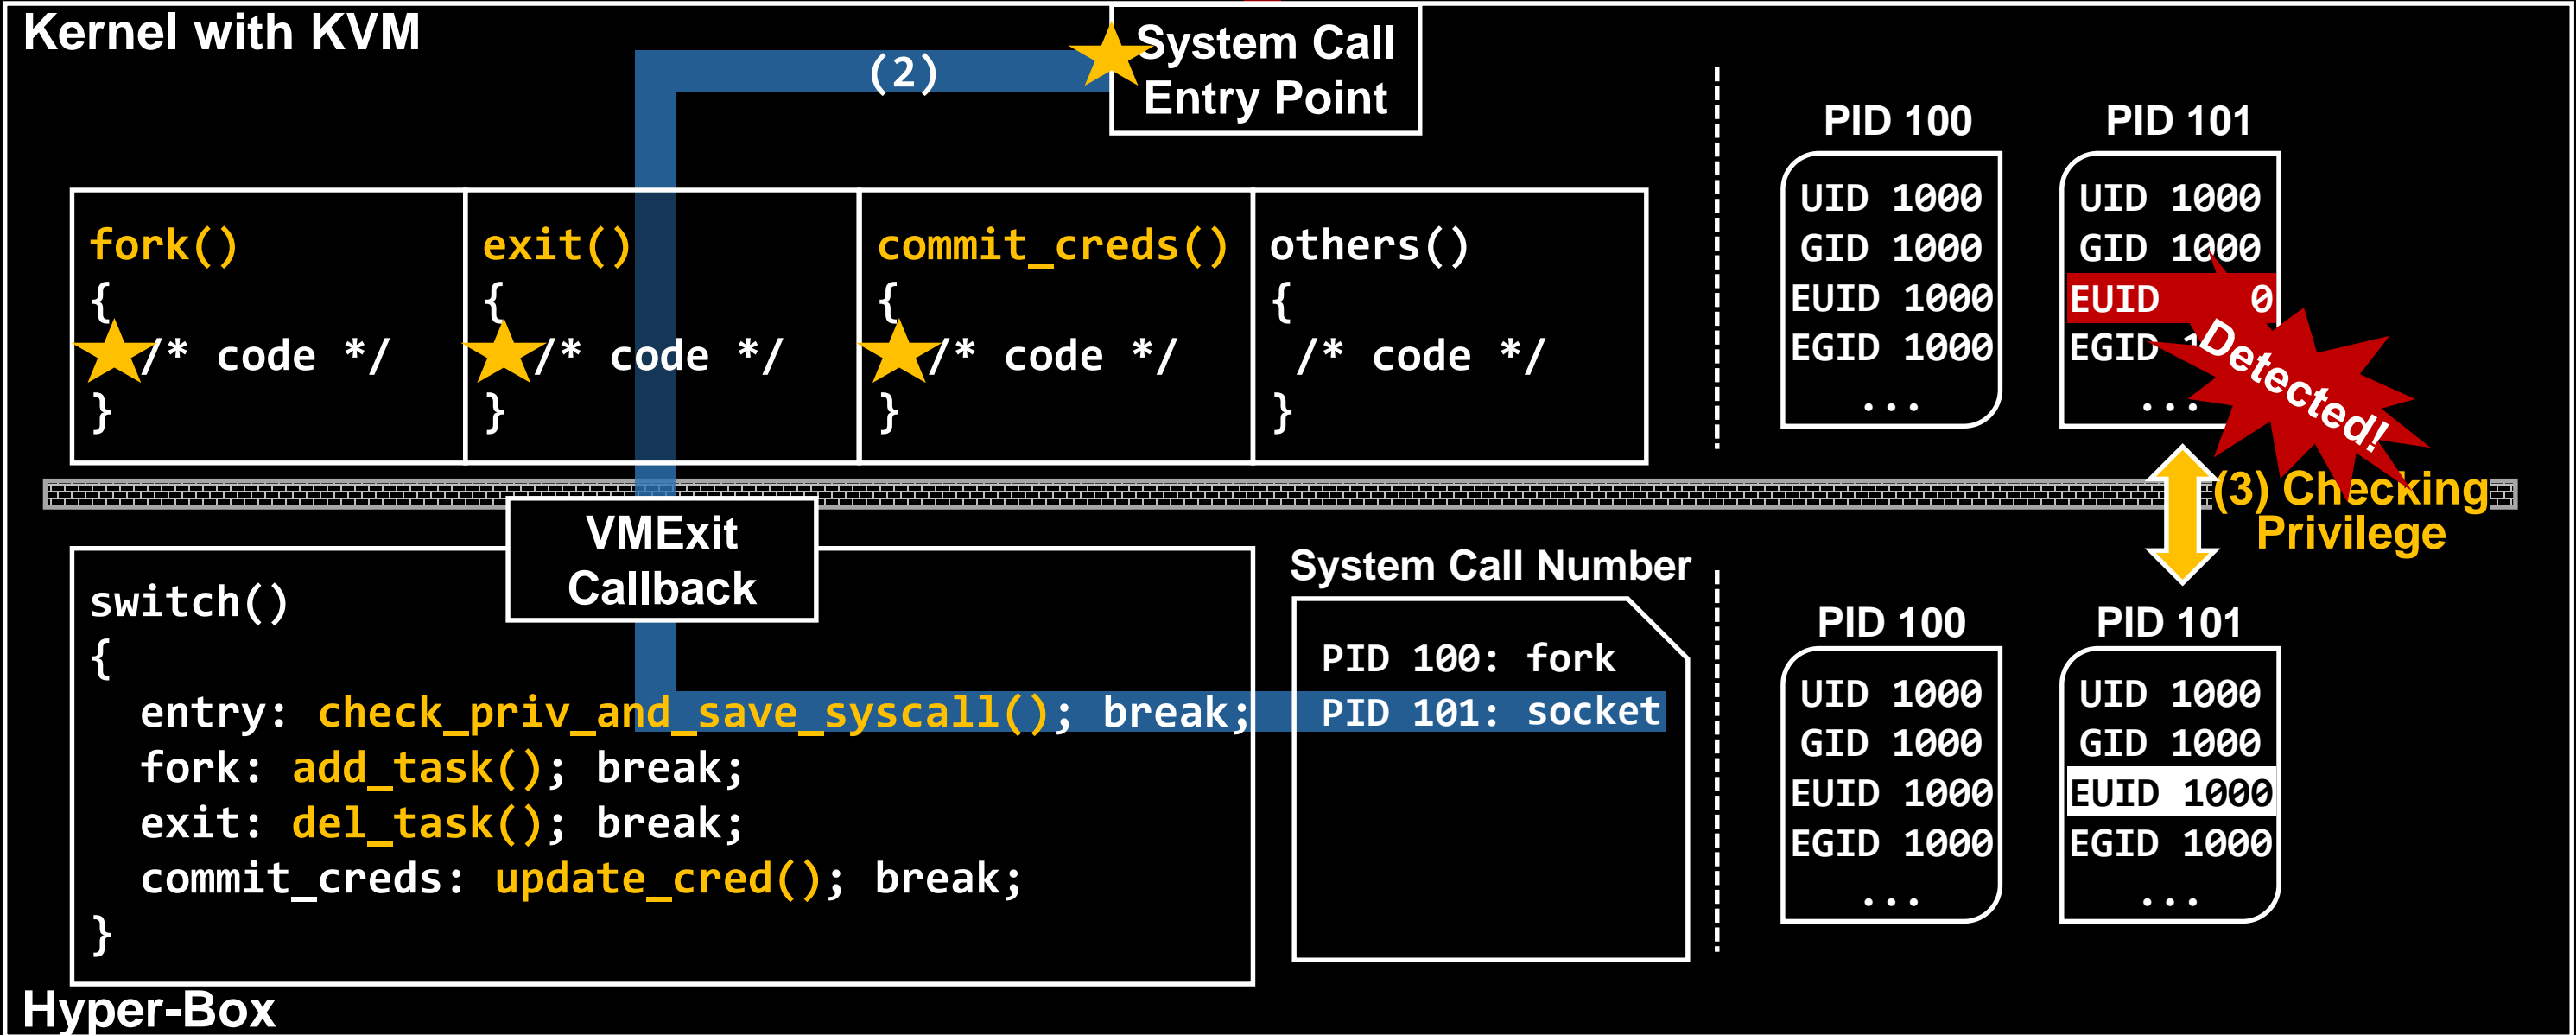 Kernel with KVM
System Call
Entry Point
(2)
fork()
{
/* code */
}
exit()
{
/* code */
}
commit_creds()
{
/* code */
}
others()
{
/* code */
}
PID 100
UID 1000
GID 1000
EUID 1000
EGID 1000
...
PID 101
UID 1000
GID 1000
EUID 0
EGID 1
...
Detected!
(3) Checking
Privilege
VMExit
Callback
switch()
{
entry: check_priv_and_save_syscall(); break;
fork: add_task(); break;
exit: del_task(); break;
commit_creds: update_cred(); break;
}
System Call Number
PID 100: fork
PID 101: socket
PID 100
UID 1000
GID 1000
EUID 1000
EGID 1000
...
PID 101
UID 1000
GID 1000
EUID 1000
EGID 1000
...
Hyper-Box